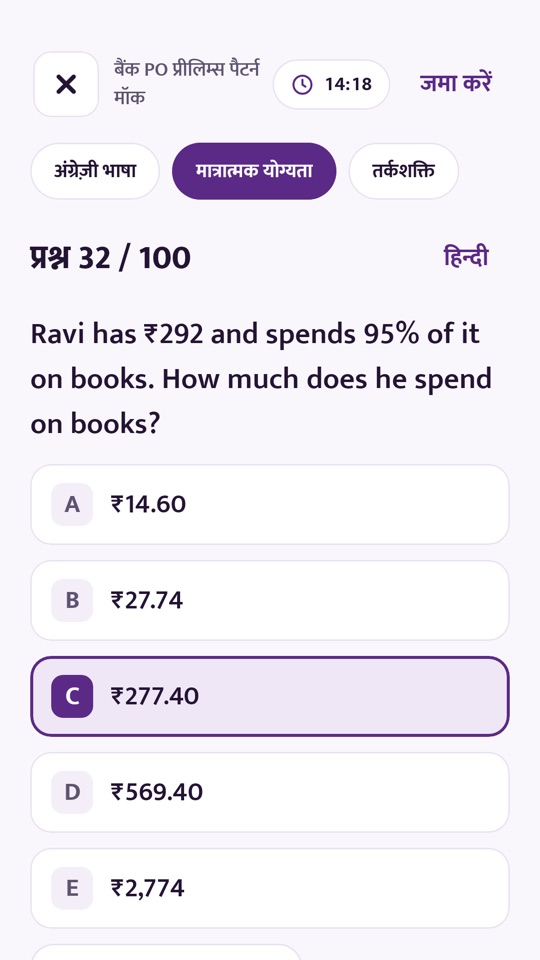 बैंक PO प्रीलिम्स पैटर्न
मॉक
14:18
जमा करें
अंग्रेज़ी भाषा
मात्रात्मक योग्यता
तर्कशक्ति
प्रश्न 32 / 100
हिन्दी
Ravi has ₹292 and spends 95% of it
on books. How much does he spend
on books?
A ₹14.60
B ₹27.74
C ₹277.40
D ₹569.40
E ₹2,774